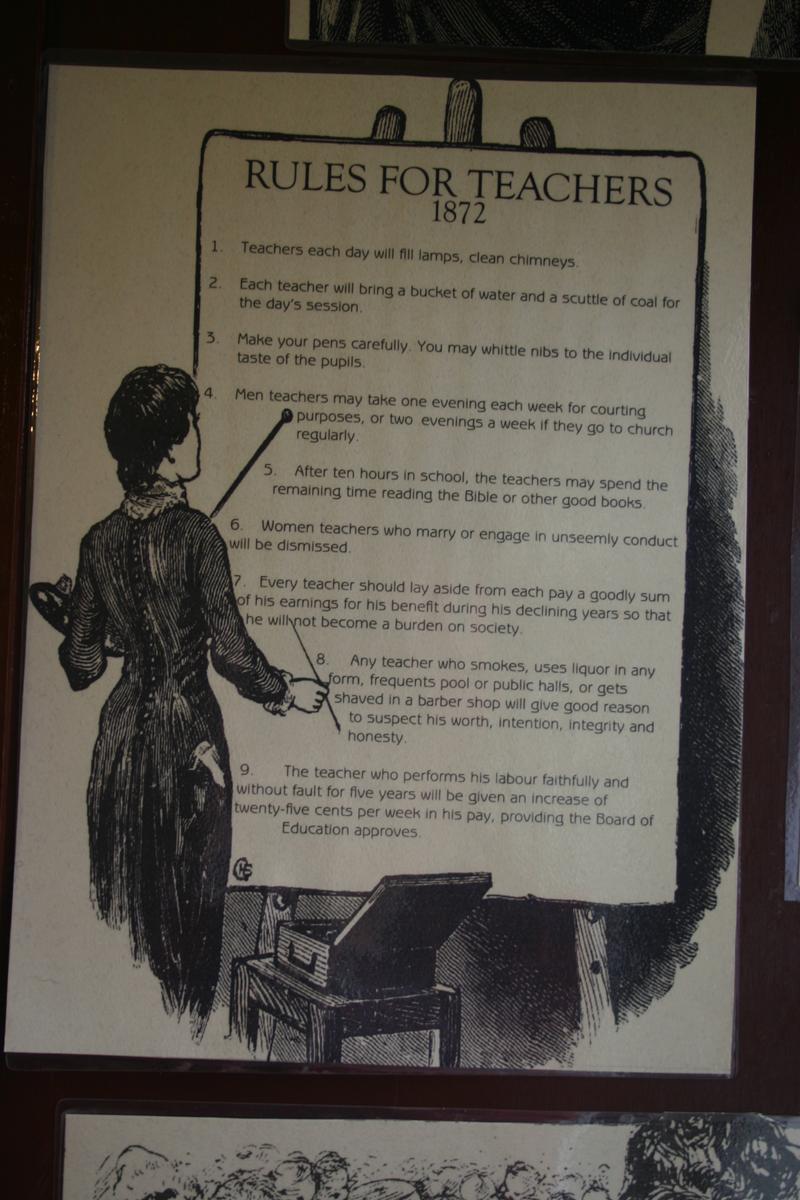 RULES FOR TEACHERS
1872
1. Teachers each day will fill lamps, clean chimneys.
2. Each teacher will bring a bucket of water and a scuttle of coal for
the day's session.
3. Make your pens carefully. You may whittle nibs to the individual
taste of the pupils.
4. Men teachers may take one evening each week for courting
purposes, or two evenings a week if they go to church
regularly.
5. After ten hours in school, the teachers may spend the
remaining time reading the Bible or other good books.
6. Women teachers who marry or engage in unseemly conduct
will be dismissed.
7. Every teacher should lay aside from each pay a goodly sum
of his earnings for his benefit during his declining years so that
he will not become a burden on society.
8. Any teacher who smokes, uses liquor in any
form, frequents pool or public halls, or gets
shaved in a barber shop will give good reason
to suspect his worth, intention, integrity and
honesty.
9. The teacher who performs his labour faithfully and
without fault for five years will be given an increase of
twenty-five cents per week in his pay, providing the Board of
Education approves.